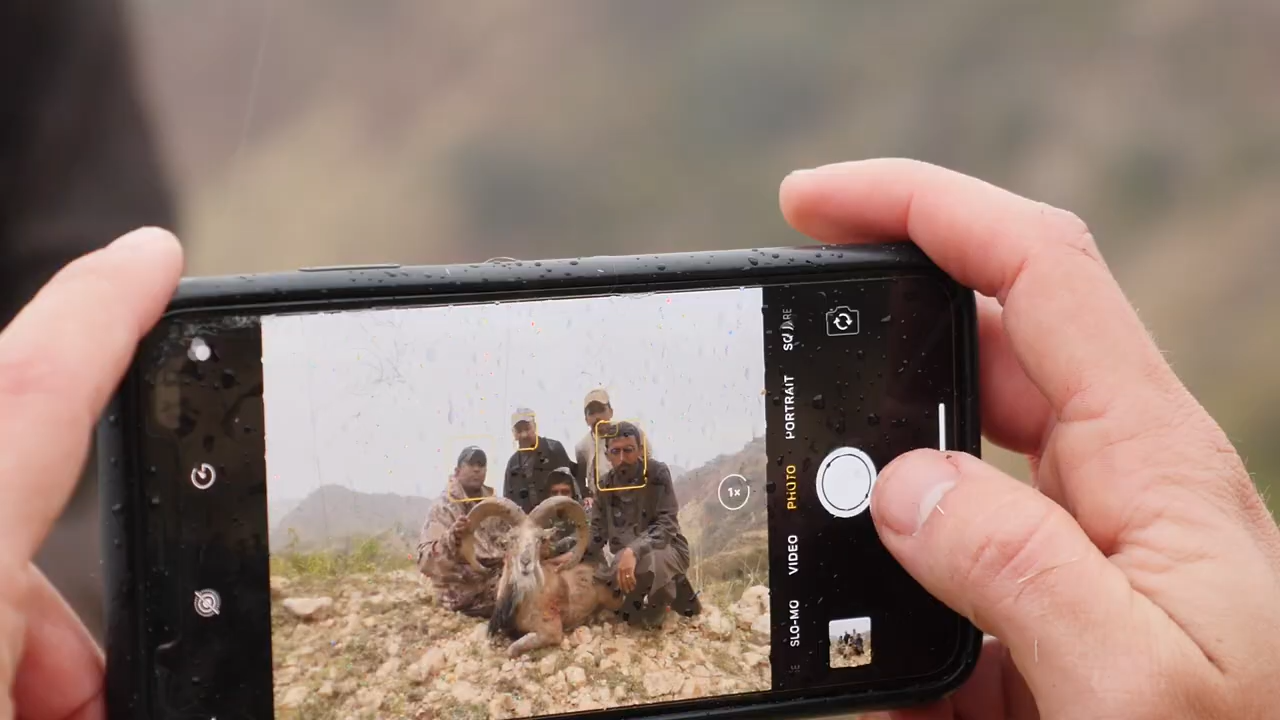 SQUARE
PORTRAIT
PHOTO
VIDEO
SLO-MO
1x